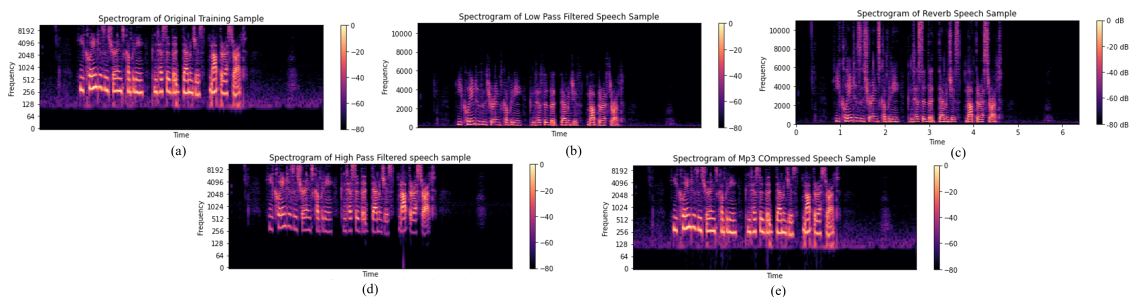 Spectrogram of Original Training Sample
8192
4096
2048
1024
512
256
128
64
0
Frequency
Time
0
−20
−40
−60
−80
(a)
Spectrogram of Low Pass Filtered Speech Sample
10000
8000
6000
4000
2000
0
Frequency
Time
0
−20
−40
−60
−80
(b)
Spectrogram of Reverb Speech Sample
10000
8000
6000
4000
2000
0
Frequency
0 1 2 3 4 5 6
Time
0 dB
-20 dB
-40 dB
-60 dB
-80 dB
(c)
Spectrogram of High Pass Filtered speech sample
8192
4096
2048
1024
512
256
128
64
0
Frequency
Time
0
−20
−40
−60
−80
(d)
Spectrogram of Mp3 COmpressed Speech Sample
8192
4096
2048
1024
512
256
128
64
0
Frequency
Time
0
−20
−40
−60
−80
(e)